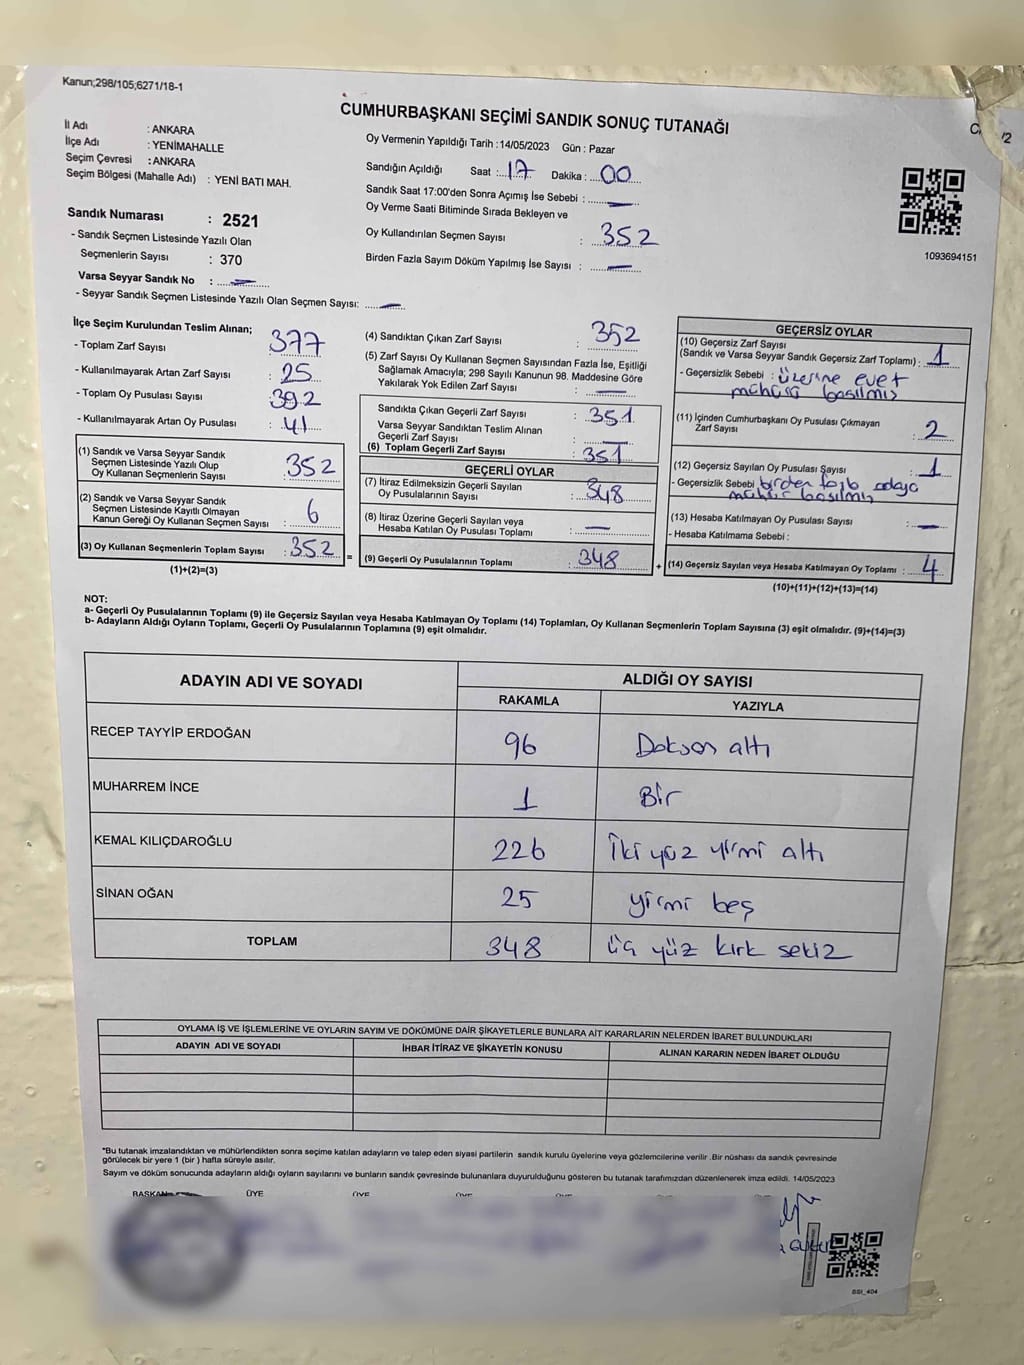 Kanun;298/105;6271/18-1
CUMHURBAŞKANI SEÇİMİ SANDIK SONUÇ TUTANAĞI
C /2
İl Adı : ANKARA
İlçe Adı : YENİMAHALLE
Seçim Çevresi : ANKARA
Seçim Bölgesi (Mahalle Adı) : YENİ BATI MAH.
Sandık Numarası : 2521
- Sandık Seçmen Listesinde Yazılı Olan
Seçmenlerin Sayısı : 370
Varsa Seyyar Sandık No : —
- Seyyar Sandık Seçmen Listesinde Yazılı Olan Seçmen Sayısı: —
Oy Vermenin Yapıldığı Tarih : 14/05/2023 Gün : Pazar
Sandığın Açıldığı Saat : 17 Dakika : 00
Sandık Saat 17:00'den Sonra Açımış İse Sebebi : —
Oy Verme Saati Bitiminde Sırada Bekleyen ve
Oy Kullandırılan Seçmen Sayısı : 352
Birden Fazla Sayım Döküm Yapılmış İse Sayısı : —
1093694151
İlçe Seçim Kurulundan Teslim Alınan;
- Toplam Zarf Sayısı : 377
- Kullanılmayarak Artan Zarf Sayısı : 25
- Toplam Oy Pusulası Sayısı : 392
- Kullanılmayarak Artan Oy Pusulası : 41
(1) Sandık ve Varsa Seyyar Sandık
Seçmen Listesinde Yazılı Olup
Oy Kullanan Seçmenlerin Sayısı : 352
(2) Sandık ve Varsa Seyyar Sandık
Seçmen Listesinde Kayıtlı Olmayan
Kanun Gereği Oy Kullanan Seçmen Sayısı : 6
(3) Oy Kullanan Seçmenlerin Toplam Sayısı : 352 =
(1)+(2)=(3)
(4) Sandıktan Çıkan Zarf Sayısı : 352
(5) Zarf Sayısı Oy Kullanan Seçmen Sayısından Fazla İse, Eşitliği
Sağlamak Amacıyla; 298 Sayılı Kanunun 98. Maddesine Göre
Yakılarak Yok Edilen Zarf Sayısı : —
Sandıkta Çıkan Geçerli Zarf Sayısı : 351
Varsa Seyyar Sandıktan Teslim Alınan
Geçerli Zarf Sayısı : —
(6) Toplam Geçerli Zarf Sayısı : 351
GEÇERLİ OYLAR
(7) İtiraz Edilmeksizin Geçerli Sayılan
Oy Pusulalarının Sayısı : 348
(8) İtiraz Üzerine Geçerli Sayılan veya
Hesaba Katılan Oy Pusulası Toplamı : —
(9) Geçerli Oy Pusulalarının Toplamı : 348 +
GEÇERSİZ OYLAR
(10) Geçersiz Zarf Sayısı
(Sandık ve Varsa Seyyar Sandık Geçersiz Zarf Toplamı) : 1
- Geçersizlik Sebebi : üzerine evet
mührü basılmış
(11) İçinden Cumhurbaşkanı Oy Pusulası Çıkmayan
Zarf Sayısı : 2
(12) Geçersiz Sayılan Oy Pusulası Sayısı : 1
- Geçersizlik Sebebi birden fazla adaya
mühür basılmış
(13) Hesaba Katılmayan Oy Pusulası Sayısı : —
- Hesaba Katılmama Sebebi :
(14) Geçersiz Sayılan veya Hesaba Katılmayan Oy Toplamı : 4
(10)+(11)+(12)+(13)=(14)
NOT:
a- Geçerli Oy Pusulalarının Toplamı (9) ile Geçersiz Sayılan veya Hesaba Katılmayan Oy Toplamı (14) Toplamları, Oy Kullanan Seçmenlerin Toplam Sayısına (3) eşit olmalıdır. (9)+(14)=(3)
b- Adayların Aldığı Oyların Toplamı, Geçerli Oy Pusulalarının Toplamına (9) eşit olmalıdır.
ADAYIN ADI VE SOYADI ALDIĞI OY SAYISI
RAKAMLA YAZIYLA
RECEP TAYYİP ERDOĞAN 96 Doksan altı
MUHARREM İNCE 1 Bir
KEMAL KILIÇDAROĞLU 226 İki yüz yirmi altı
SİNAN OĞAN 25 yirmi beş
TOPLAM 348 üç yüz kırk sekiz
OYLAMA İŞ VE İŞLEMLERİNE VE OYLARIN SAYIM VE DÖKÜMÜNE DAİR ŞİKAYETLERLE BUNLARA AİT KARARLARIN NELERDEN İBARET BULUNDUKLARI
ADAYIN ADI VE SOYADI İHBAR İTİRAZ VE ŞİKAYETİN KONUSU ALINAN KARARIN NEDEN İBARET OLDUĞU
*Bu tutanak imzalandıktan ve mühürlendikten sonra seçime katılan adayların ve talep eden siyasi partilerin sandık kurulu üyelerine veya gözlemcilerine verilir .Bir nüshası da sandık çevresinde
görülecek bir yere 1 (bir ) hafta süreyle asılır.
Sayım ve döküm sonucunda adayların aldığı oyların sayılarını ve bunların sandık çevresinde bulunanlara duyurulduğunu gösteren bu tutanak tarafımızdan düzenlenerek imza edildi. 14/05/2023
BAŞKAN ÜYE ÜYE ÜYE ÜYE
SSI_404